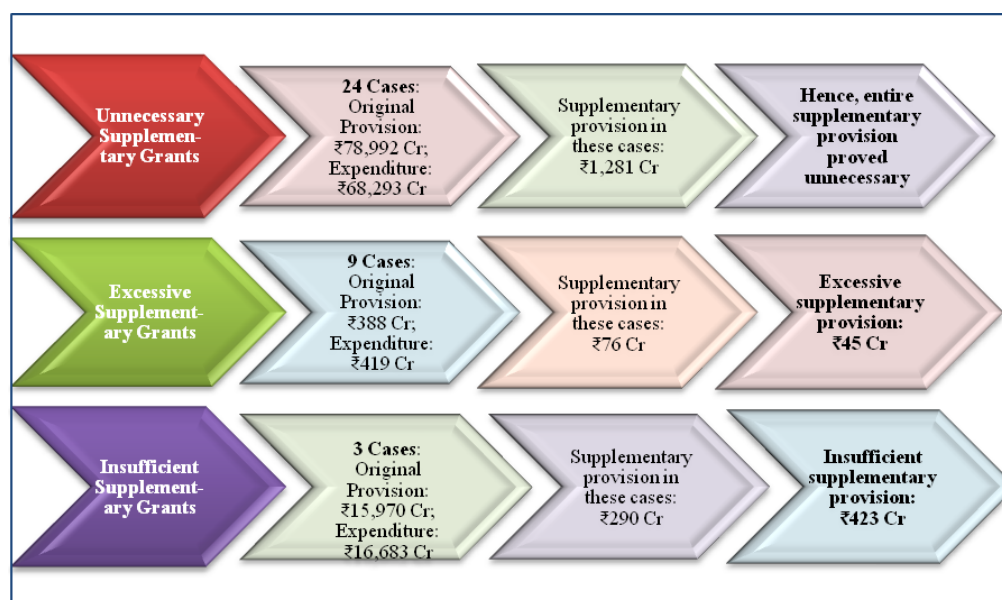 Unnecessary
Supplemen-
tary Grants
24 Cases:
Original
Provision:
₹78,992 Cr;
Expenditure:
₹68,293 Cr
Supplementary
provision in
these cases:
₹1,281 Cr
Hence, entire
supplementary
provision
proved
unnecessary
Excessive
Supplement-
ary Grants
9 Cases:
Original
Provision:
₹388 Cr;
Expenditure:
₹419 Cr
Supplementary
provision in
these cases:
₹76 Cr
Excessive
supplementary
provision:
₹45 Cr
Insufficient
Supplement-
ary Grants
3 Cases:
Original
Provision:
₹15,970 Cr;
Expenditure:
₹16,683 Cr
Supplementary
provision in
these cases:
₹290 Cr
Insufficient
supplementary
provision:
₹423 Cr